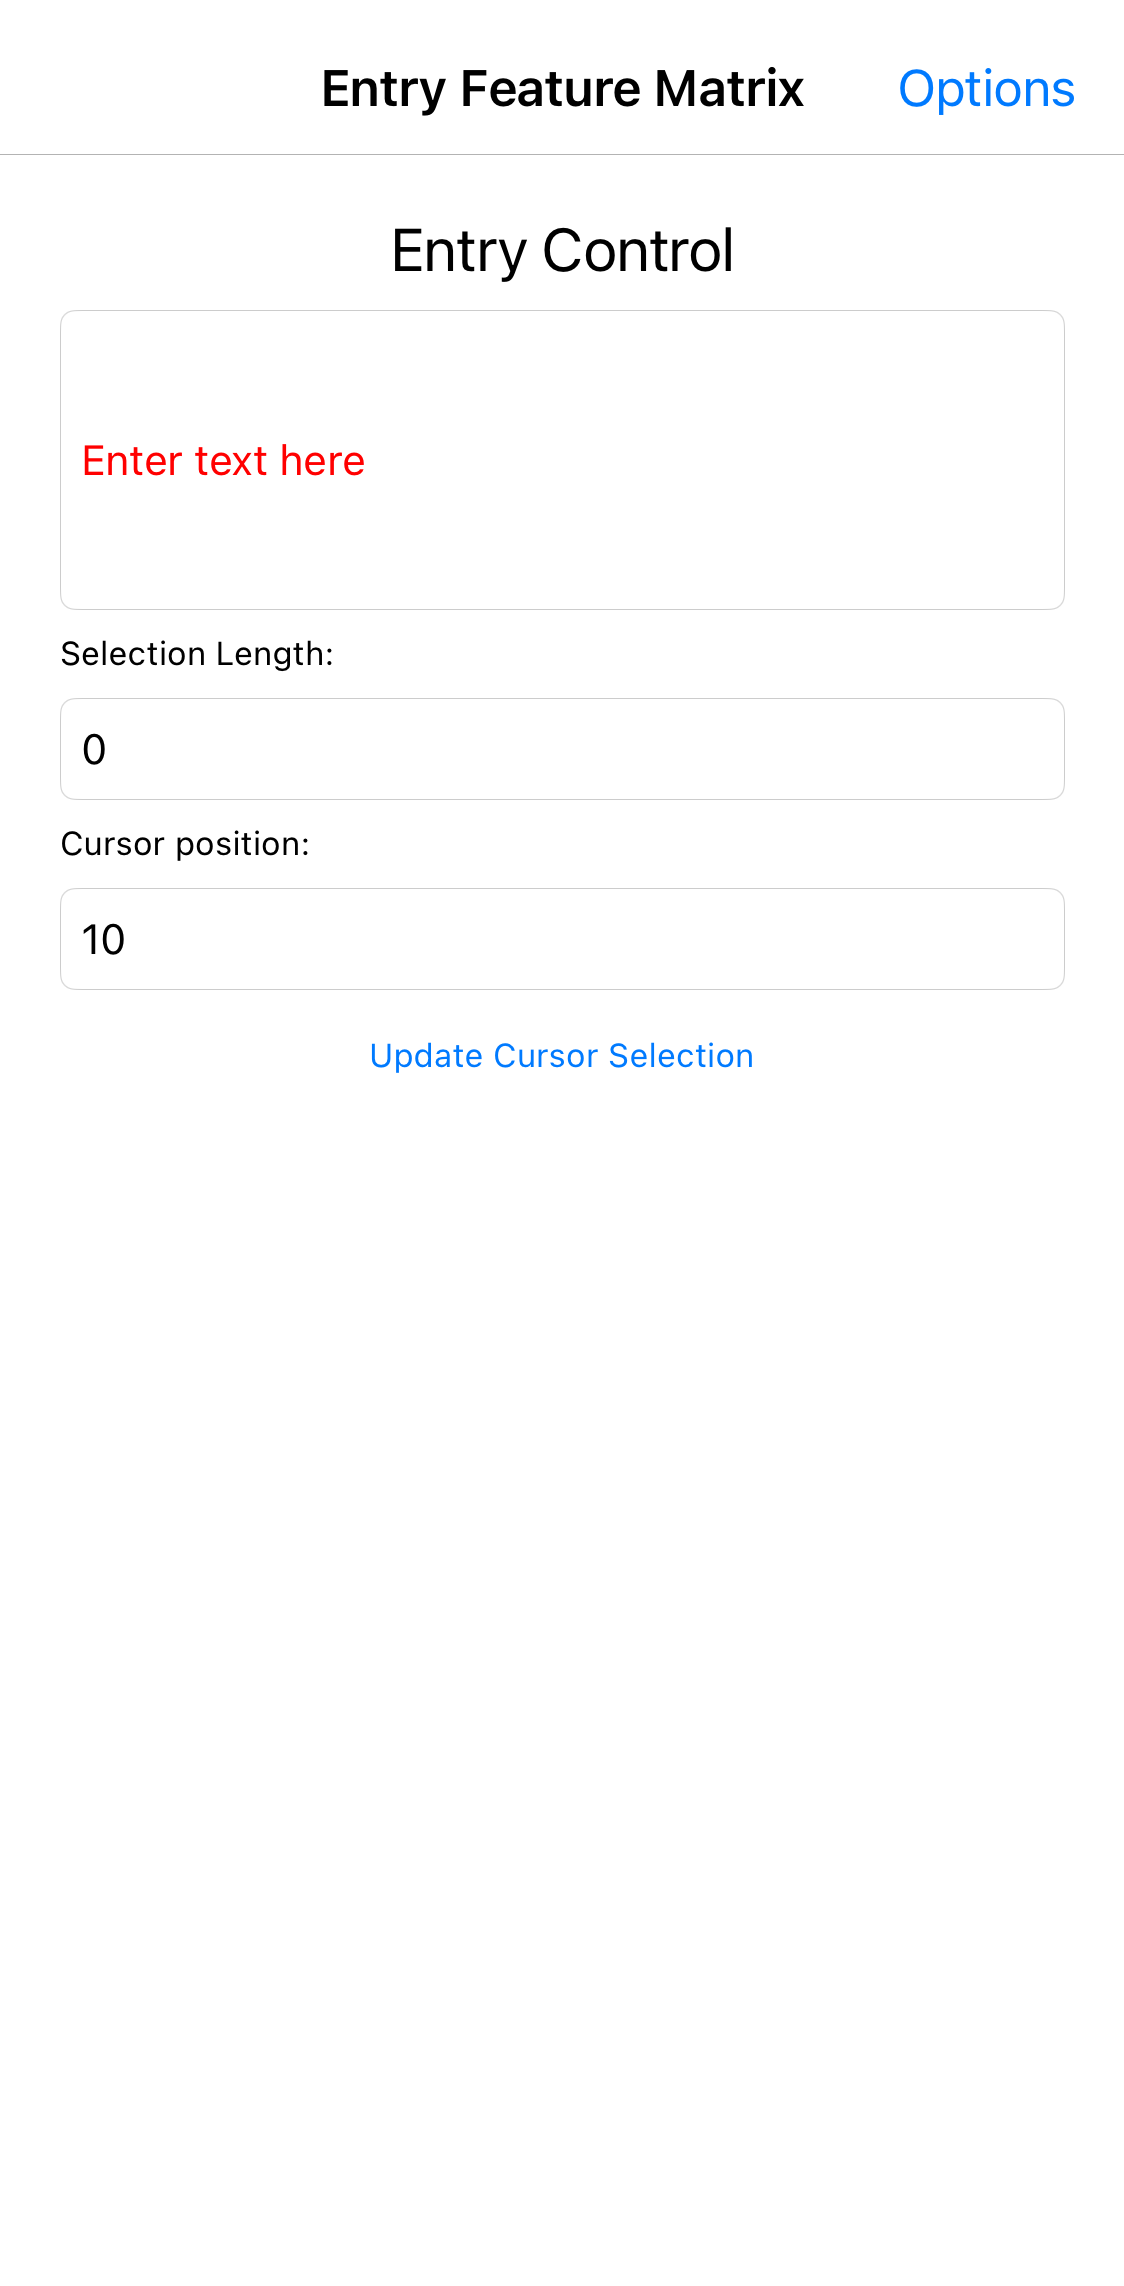 Entry Feature Matrix Options
Entry Control
Enter text here
Selection Length:
0
Cursor position:
10
Update Cursor Selection